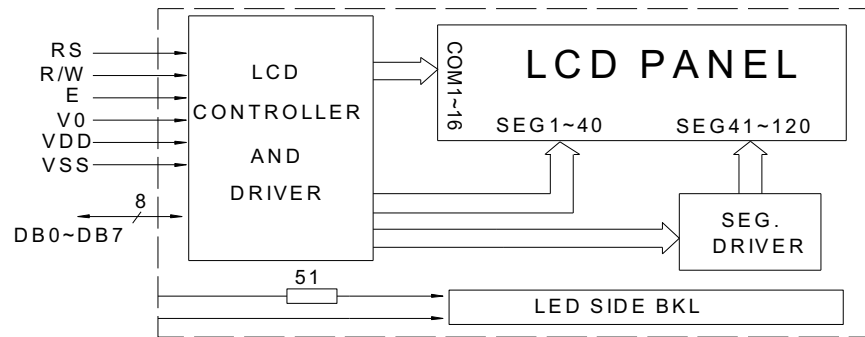 RS
R/W
E
V0
VDD
VSS
8
DB0~DB7
LCD
CONTROLLER
AND
DRIVER
COM1~16
LCD PANEL
SEG1~40
SEG41~120
SEG.
DRIVER
51
LED SIDE BKL